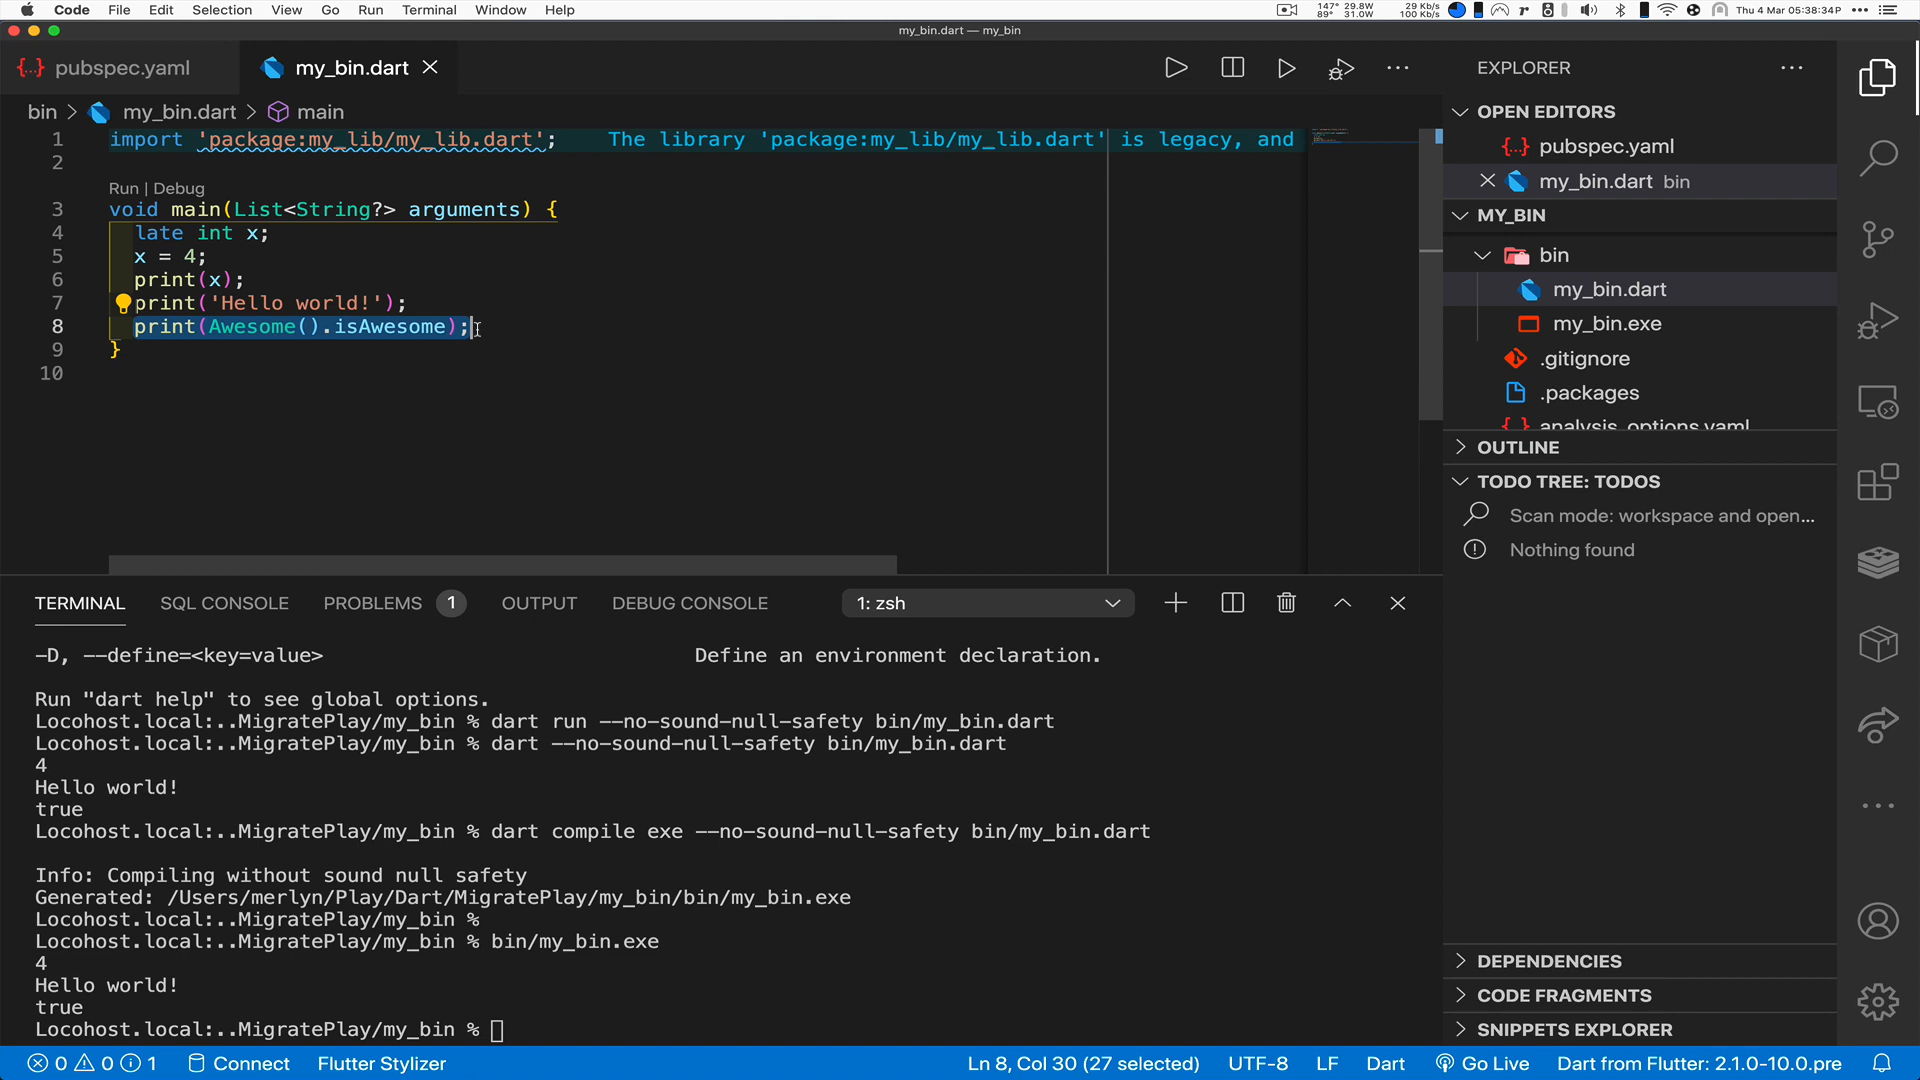 Code File Edit Selection View Go Run Terminal Window Help
147° 29.8W
89° 31.0W
29 Kb/s
100 Kb/s
Thu 4 Mar 05:38:34P
my_bin.dart — my_bin
pubspec.yaml
my_bin.dart
bin > my_bin.dart > main
1 import 'package:my_lib/my_lib.dart'; The library 'package:my_lib/my_lib.dart' is legacy, and
2
Run | Debug
3 void main(List<String?> arguments) {
4 late int x;
5 x = 4;
6 print(x);
7 print('Hello world!');
8 print(Awesome().isAwesome);
9 }
10
EXPLORER
OPEN EDITORS
pubspec.yaml
my_bin.dart bin
MY_BIN
bin
my_bin.dart
my_bin.exe
.gitignore
.packages
analysis_options.yaml
OUTLINE
TODO TREE: TODOS
Scan mode: workspace and open...
Nothing found
DEPENDENCIES
CODE FRAGMENTS
SNIPPETS EXPLORER
TERMINAL SQL CONSOLE PROBLEMS 1 OUTPUT DEBUG CONSOLE 1: zsh
-D, --define=<key=value> Define an environment declaration.
Run "dart help" to see global options.
Locohost.local:..MigratePlay/my_bin % dart run --no-sound-null-safety bin/my_bin.dart
Locohost.local:..MigratePlay/my_bin % dart --no-sound-null-safety bin/my_bin.dart
4
Hello world!
true
Locohost.local:..MigratePlay/my_bin % dart compile exe --no-sound-null-safety bin/my_bin.dart
Info: Compiling without sound null safety
Generated: /Users/merlyn/Play/Dart/MigratePlay/my_bin/bin/my_bin.exe
Locohost.local:..MigratePlay/my_bin %
Locohost.local:..MigratePlay/my_bin % bin/my_bin.exe
4
Hello world!
true
Locohost.local:..MigratePlay/my_bin %
0 0 1 Connect Flutter Stylizer Ln 8, Col 30 (27 selected) UTF-8 LF Dart Go Live Dart from Flutter: 2.1.0-10.0.pre